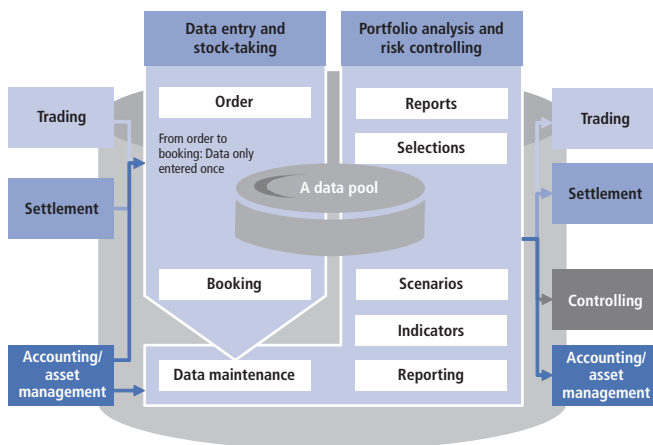 Data entry and
stock-taking
Portfolio analysis and
risk controlling
Trading
Settlement
Accounting/
asset
management
Order
From order to
booking: Data only
entered once
Booking
Data maintenance
A data pool
Reports
Selections
Scenarios
Indicators
Reporting
Trading
Settlement
Controlling
Accounting/
asset
management